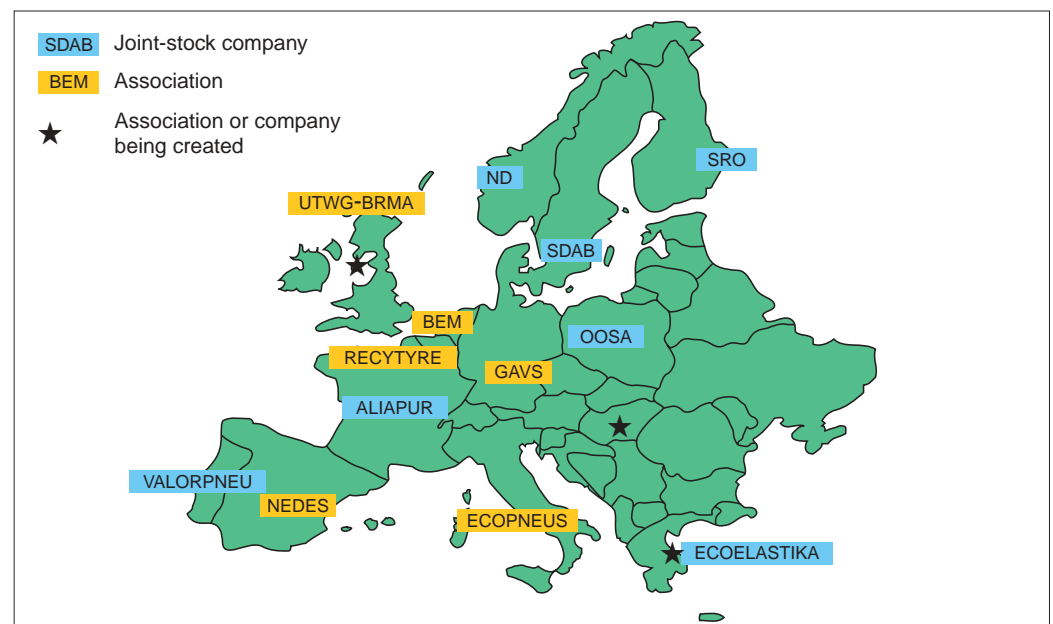 SDAB Joint-stock company
BEM Association
Association or company
being created
SRO
ND
UTWG-BRMA
SDAB
BEM
OOSA
RECYTYRE
GAVS
ALIAPUR
VALORPNEU
NEDES
ECOPNEUS
ECOELASTIKA